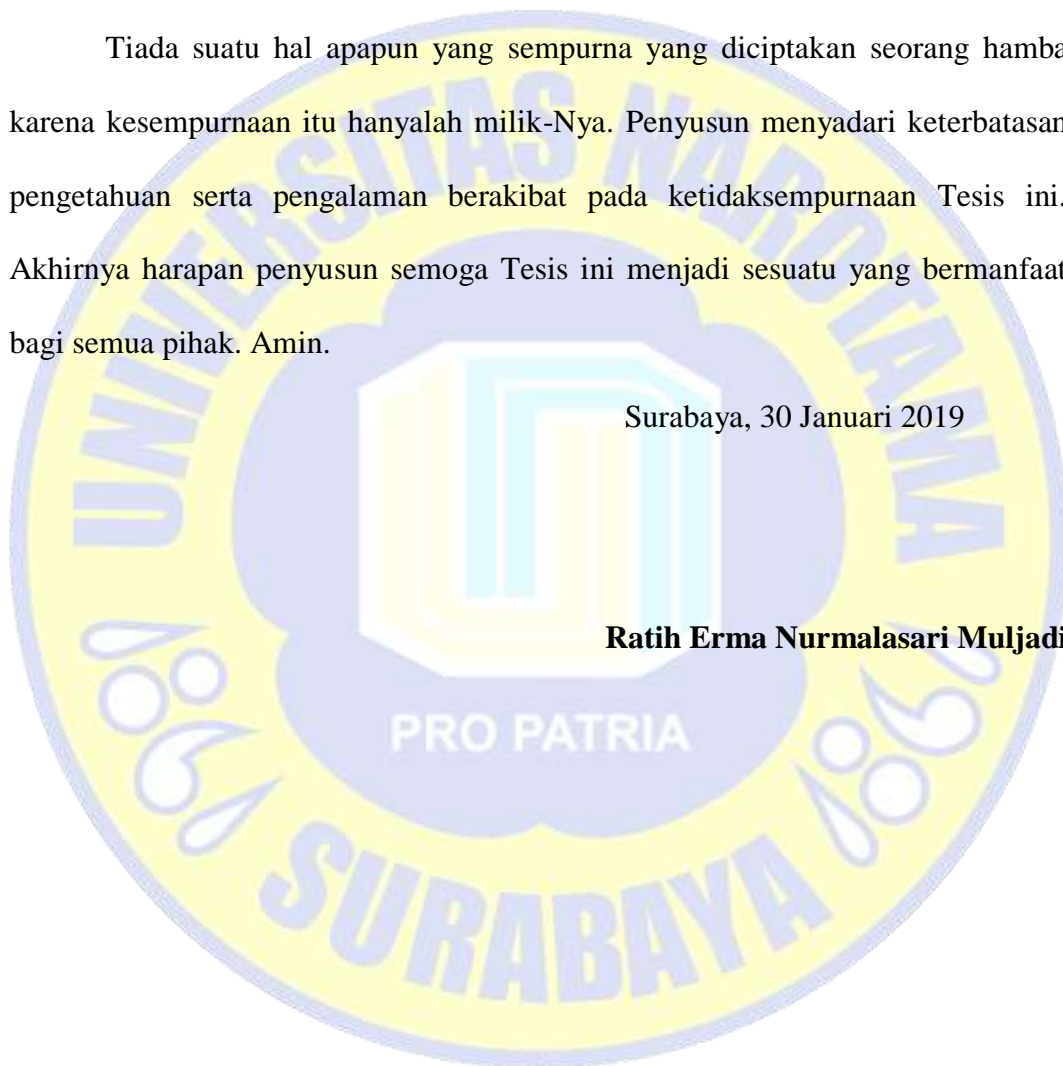 Tiada suatu hal apapun yang sempurna yang diciptakan seorang hamba
karena kesempurnaan itu hanyalah milik-Nya. Penyusun menyadari keterbatasan
pengetahuan serta pengalaman berakibat pada ketidaksempurnaan Tesis ini.
Akhirnya harapan penyusun semoga Tesis ini menjadi sesuatu yang bermanfaat
bagi semua pihak. Amin.
Surabaya, 30 Januari 2019
Ratih Erma Nurmalasari Muljadi
UNIVERSITAS NAROTAMA
PRO PATRIA
SURABAYA